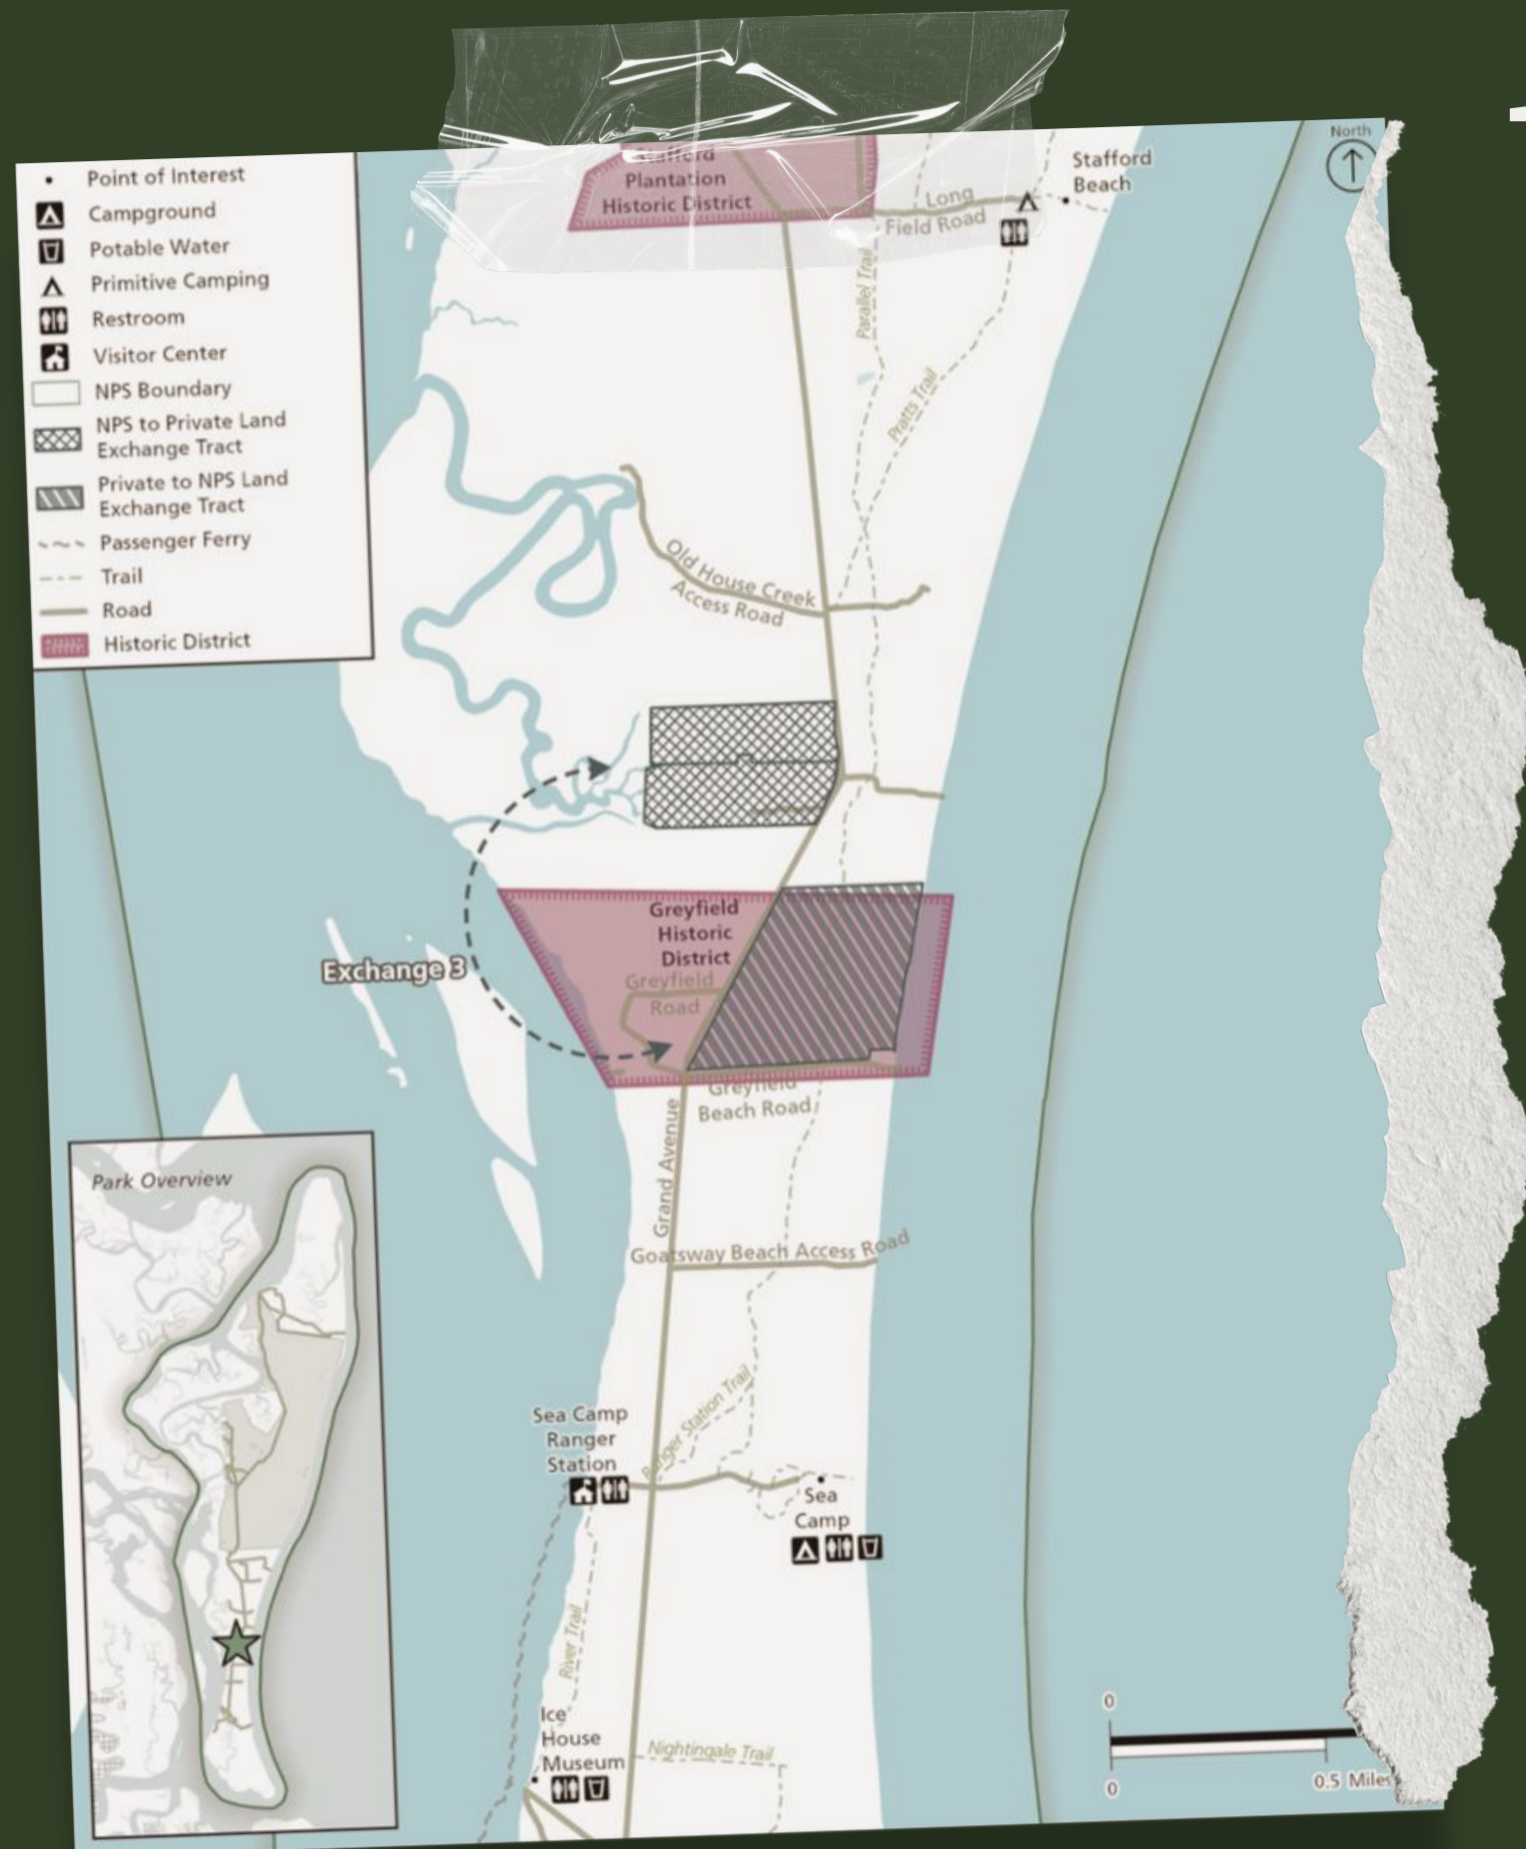 North
Point of Interest
Campground
Potable Water
Primitive Camping
Restroom
Visitor Center
NPS Boundary
NPS to Private Land
Exchange Tract
Private to NPS Land
Exchange Tract
Passenger Ferry
Trail
Road
Historic District
Stafford
Plantation
Historic District
Stafford
Beach
Long
Field Road
Parallel Trail
Pratts Trail
Old House Creek
Access Road
Greyfield
Historic
District
Greyfield
Road
Exchange 3
Greyfield
Beach Road
Grand Avenue
Goatsway Beach Access Road
Park Overview
Ranger Station Trail
Sea Camp
Ranger
Station
Sea
Camp
River Trail
Ice
House
Museum
Nightingale Trail
0
0
0.5 Miles